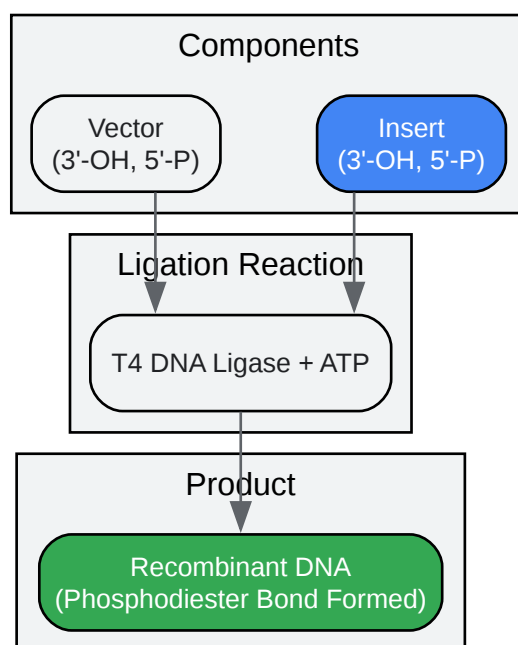 Components
Vector
(3'-OH, 5'-P)
Insert
(3'-OH, 5'-P)
Ligation Reaction
T4 DNA Ligase + ATP
Product
Recombinant DNA
(Phosphodiester Bond Formed)